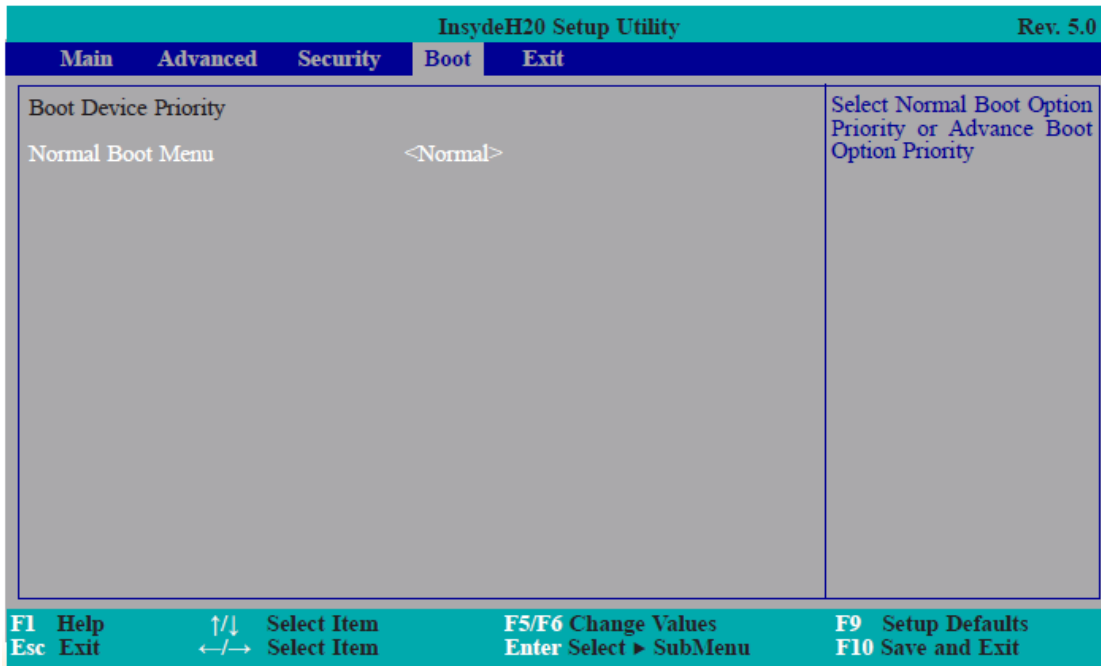 InsydeH20 Setup Utility Rev. 5.0
Main Advanced Security Boot Exit
Boot Device Priority
Normal Boot Menu <Normal>
Select Normal Boot Option
Priority or Advance Boot
Option Priority
F1 Help ↑/↓ Select Item F5/F6 Change Values F9 Setup Defaults
Esc Exit ←/→ Select Item Enter Select ▸ SubMenu F10 Save and Exit